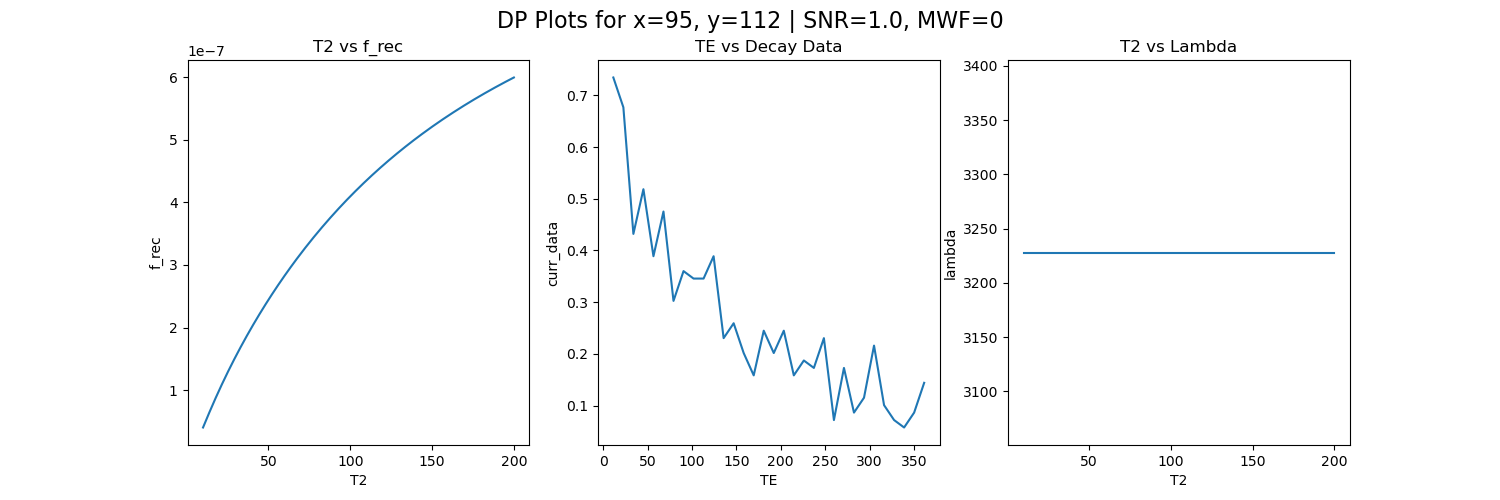 DP Plots for x=95, y=112 | SNR=1.0, MWF=0
T2 vs f_rec
1e−7
6
5
4
3
2
1
f_rec
50 100 150 200
T2
TE vs Decay Data
0.7
0.6
0.5
0.4
0.3
0.2
0.1
curr_data
0 50 100 150 200 250 300 350
TE
T2 vs Lambda
3400
3350
3300
3250
3200
3150
3100
lambda
50 100 150 200
T2